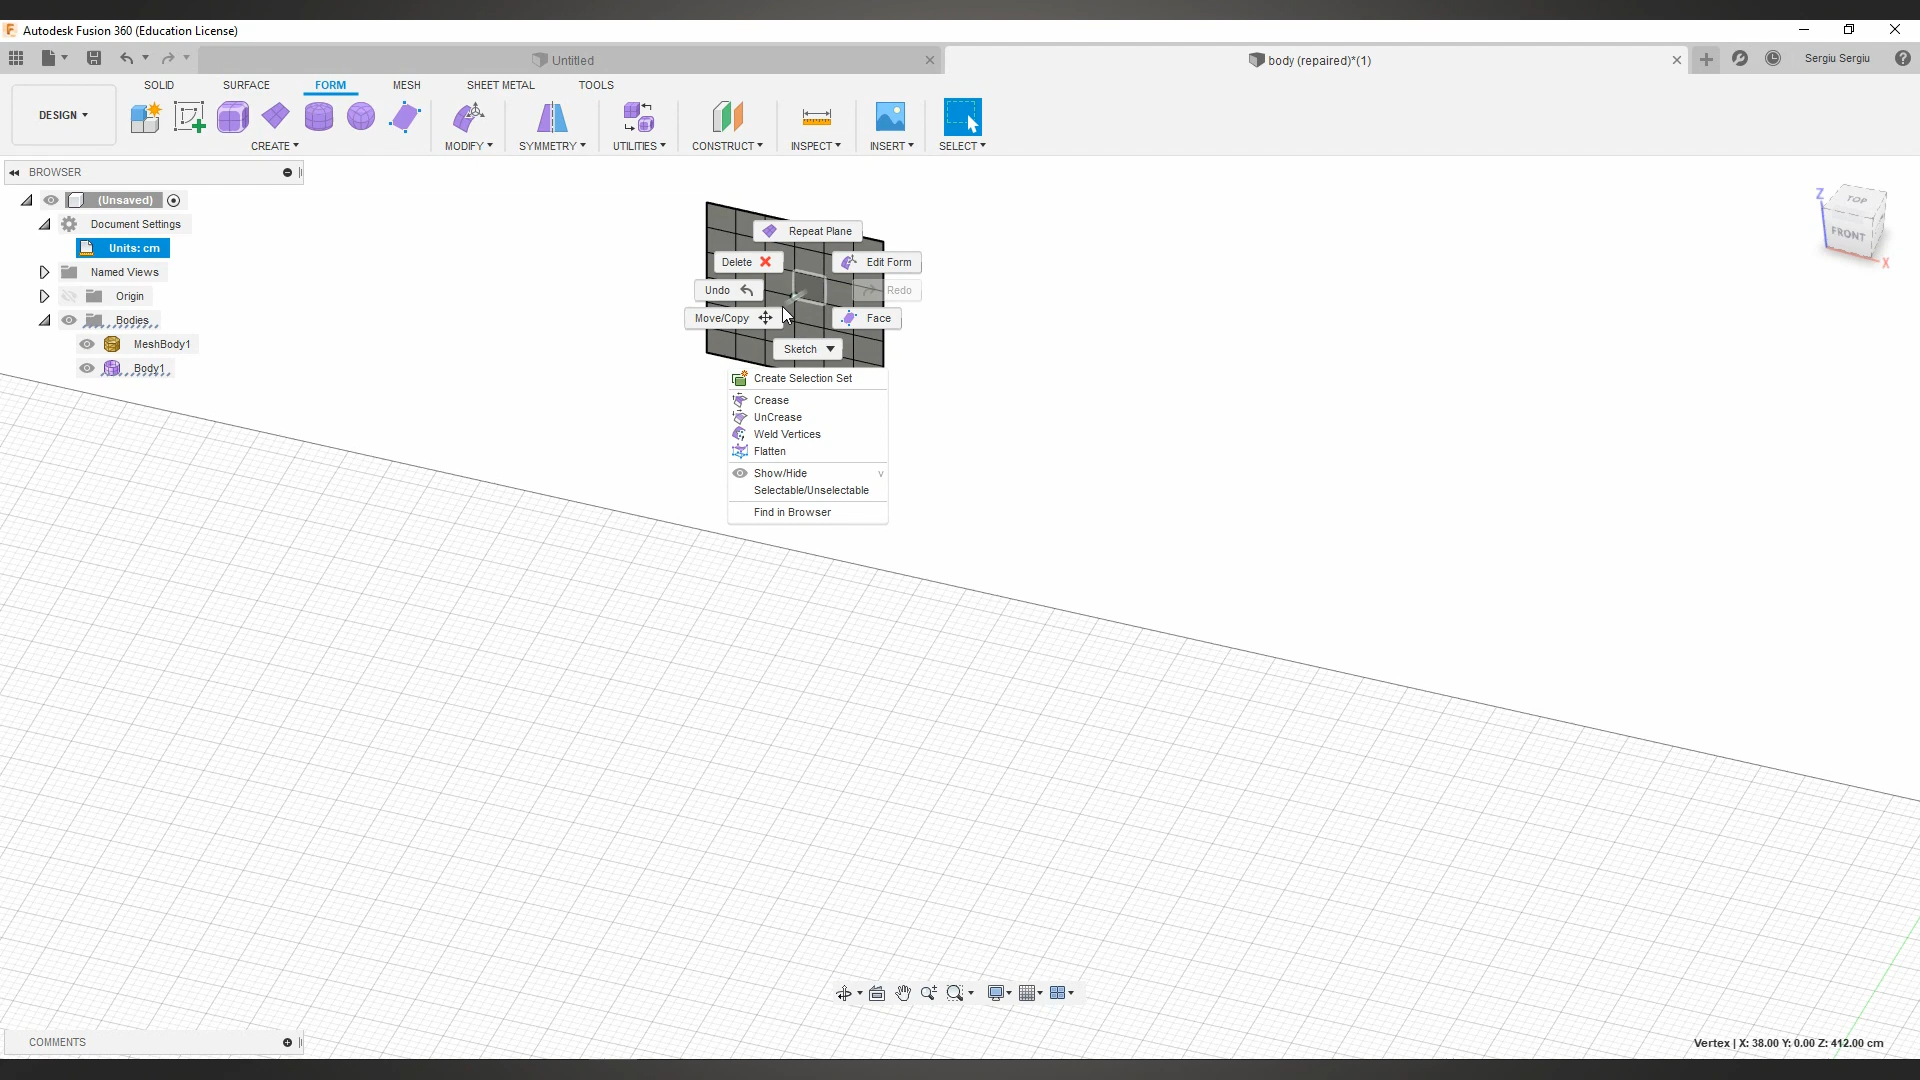 Autodesk Fusion 360 (Education License)
Untitled
body (repaired)*(1)
Sergiu Sergiu
DESIGN
SOLID
SURFACE
FORM
MESH
SHEET METAL
TOOLS
CREATE
MODIFY
SYMMETRY
UTILITIES
CONSTRUCT
INSPECT
INSERT
SELECT
BROWSER
(Unsaved)
Document Settings
Units: cm
Named Views
Origin
Bodies
MeshBody1
Body1
Repeat Plane
Delete
Edit Form
Undo
Redo
Move/Copy
Face
Sketch
Create Selection Set
Crease
UnCrease
Weld Vertices
Flatten
Show/Hide v
Selectable/Unselectable
Find in Browser
Z
TOP
FRONT
X
COMMENTS
Vertex | X: 38.00 Y: 0.00 Z: 412.00 cm